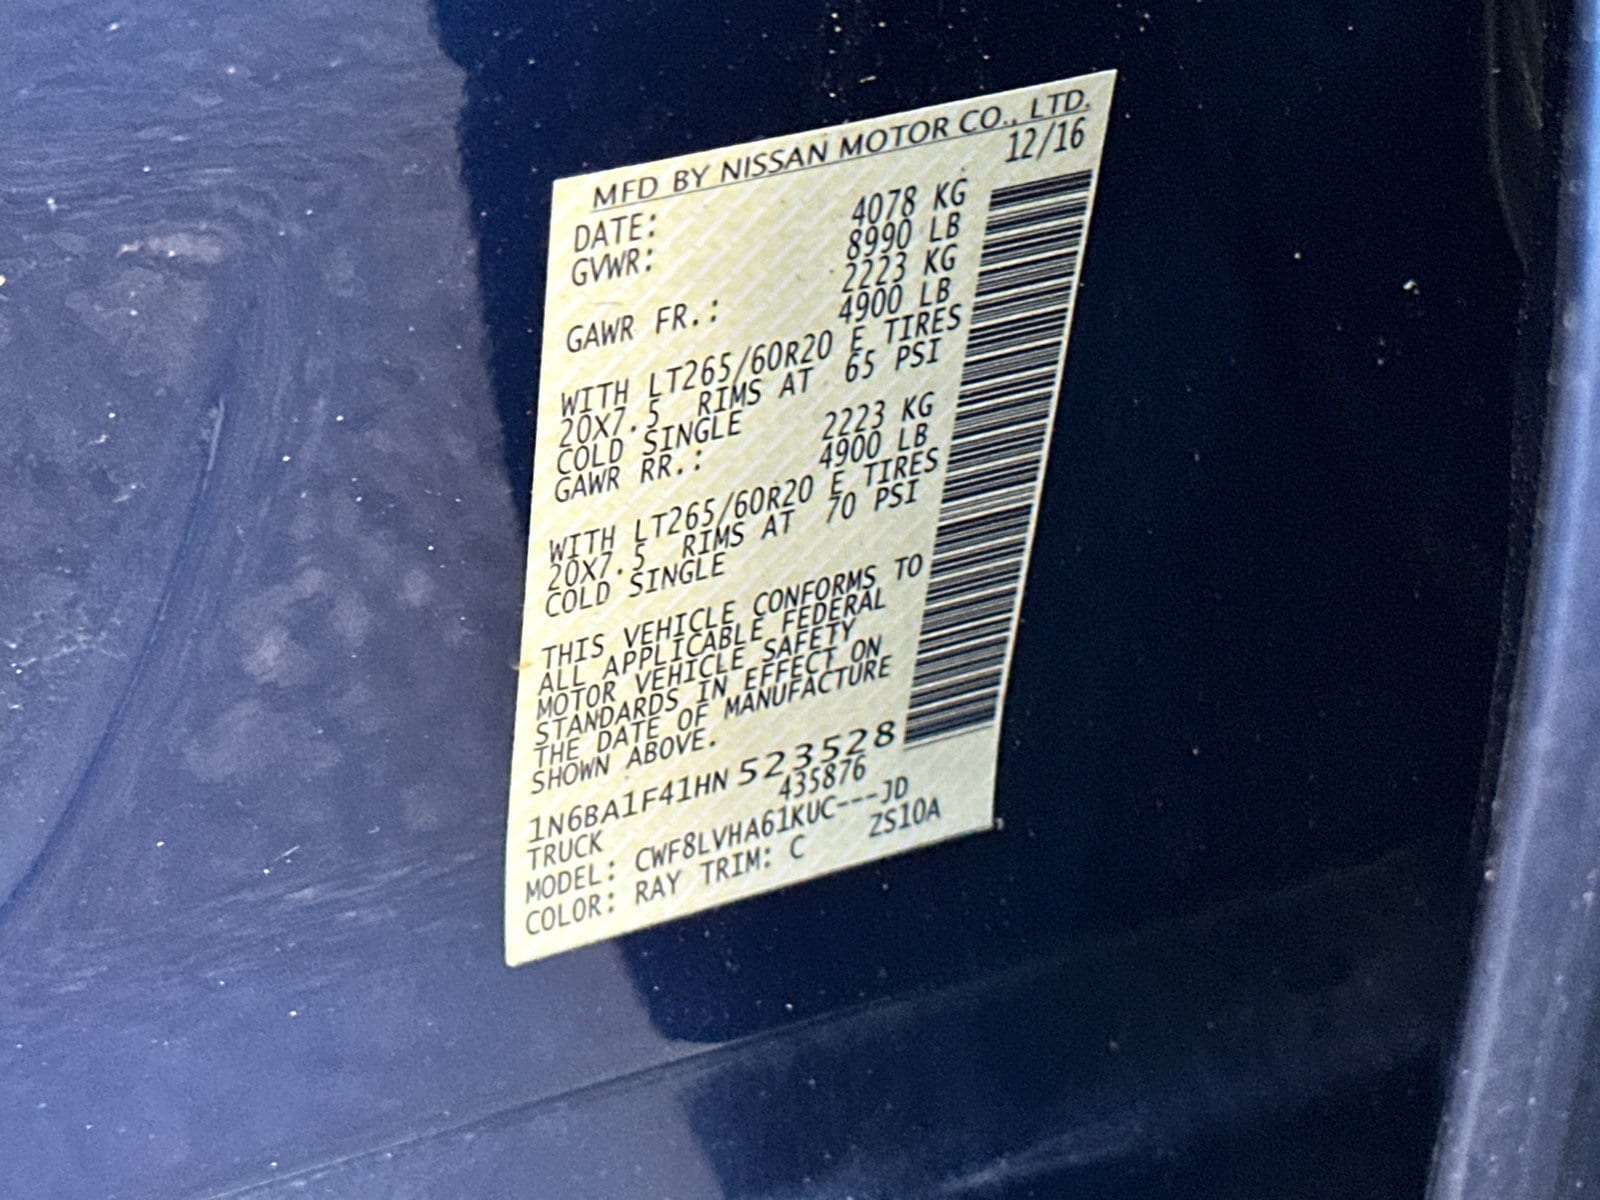 MFD BY NISSAN MOTOR CO., LTD.
DATE: 12/16
GVWR: 4078 KG
8990 LB
GAWR FR.: 2223 KG
4900 LB
WITH LT265/60R20 E TIRES
20X7.5 RIMS AT 65 PSI
COLD SINGLE
GAWR RR.: 2223 KG
4900 LB
WITH LT265/60R20 E TIRES
20X7.5 RIMS AT 70 PSI
COLD SINGLE
THIS VEHICLE CONFORMS TO
ALL APPLICABLE FEDERAL
MOTOR VEHICLE SAFETY
STANDARDS IN EFFECT ON
THE DATE OF MANUFACTURE
SHOWN ABOVE.
1N6BA1F41HN 523528
TRUCK 435876
MODEL: CWF8LVHA61KUC---JD
COLOR: RAY TRIM: C ZS10A